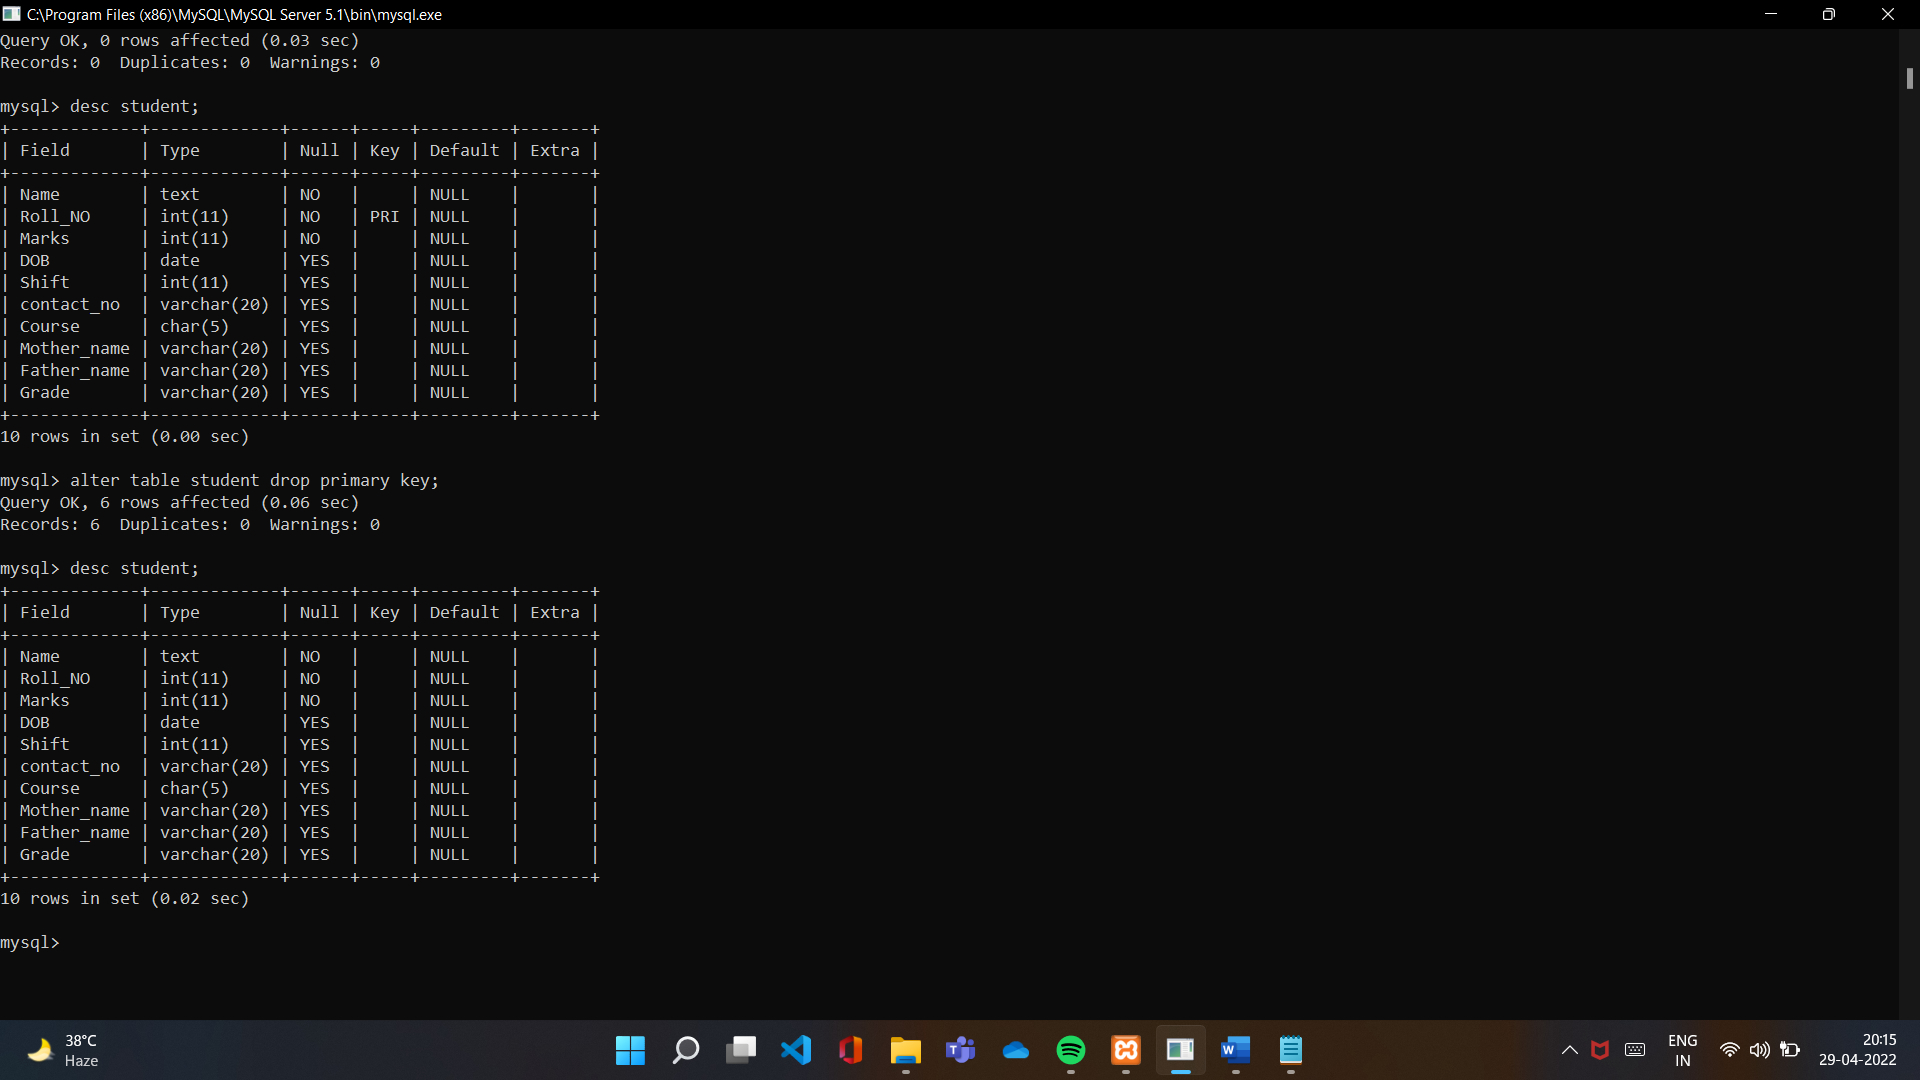 C:\Program Files (x86)\MySQL\MySQL Server 5.1\bin\mysql.exe
Query OK, 0 rows affected (0.03 sec)
Records: 0  Duplicates: 0  Warnings: 0

mysql> desc student;
+-------------+-------------+------+-----+---------+-------+
| Field       | Type        | Null | Key | Default | Extra |
+-------------+-------------+------+-----+---------+-------+
| Name        | text        | NO   |     | NULL    |       |
| Roll_NO     | int(11)     | NO   | PRI | NULL    |       |
| Marks       | int(11)     | NO   |     | NULL    |       |
| DOB         | date        | YES  |     | NULL    |       |
| Shift       | int(11)     | YES  |     | NULL    |       |
| contact_no  | varchar(20) | YES  |     | NULL    |       |
| Course      | char(5)     | YES  |     | NULL    |       |
| Mother_name | varchar(20) | YES  |     | NULL    |       |
| Father_name | varchar(20) | YES  |     | NULL    |       |
| Grade       | varchar(20) | YES  |     | NULL    |       |
+-------------+-------------+------+-----+---------+-------+
10 rows in set (0.00 sec)

mysql> alter table student drop primary key;
Query OK, 6 rows affected (0.06 sec)
Records: 6  Duplicates: 0  Warnings: 0

mysql> desc student;
+-------------+-------------+------+-----+---------+-------+
| Field       | Type        | Null | Key | Default | Extra |
+-------------+-------------+------+-----+---------+-------+
| Name        | text        | NO   |     | NULL    |       |
| Roll_NO     | int(11)     | NO   |     | NULL    |       |
| Marks       | int(11)     | NO   |     | NULL    |       |
| DOB         | date        | YES  |     | NULL    |       |
| Shift       | int(11)     | YES  |     | NULL    |       |
| contact_no  | varchar(20) | YES  |     | NULL    |       |
| Course      | char(5)     | YES  |     | NULL    |       |
| Mother_name | varchar(20) | YES  |     | NULL    |       |
| Father_name | varchar(20) | YES  |     | NULL    |       |
| Grade       | varchar(20) | YES  |     | NULL    |       |
+-------------+-------------+------+-----+---------+-------+
10 rows in set (0.02 sec)

mysql>
38°C
Haze
ENG
IN
20:15
29-04-2022